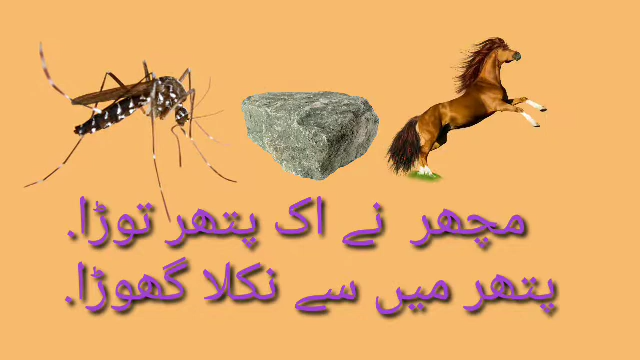 مچھر نے اک پتھر توڑا.
پتھر میں سے نکلا گھوڑا.